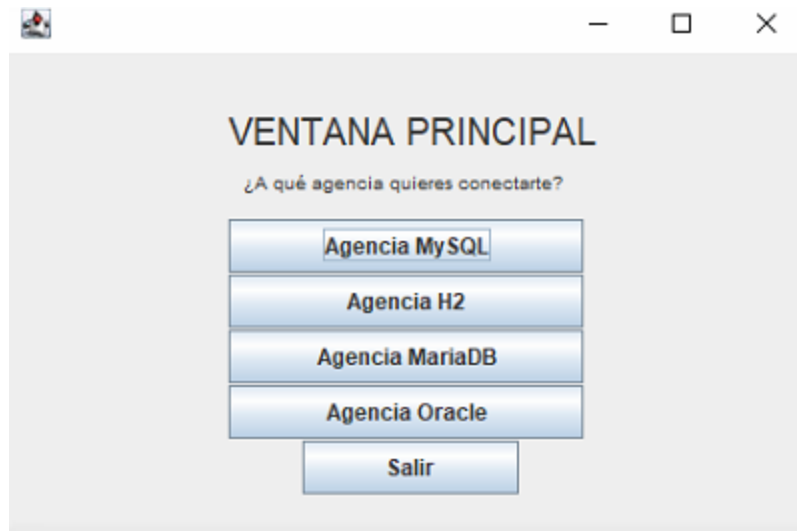 VENTANA PRINCIPAL
¿A qué agencia quieres conectarte?
Agencia MySQL
Agencia H2
Agencia MariaDB
Agencia Oracle
Salir